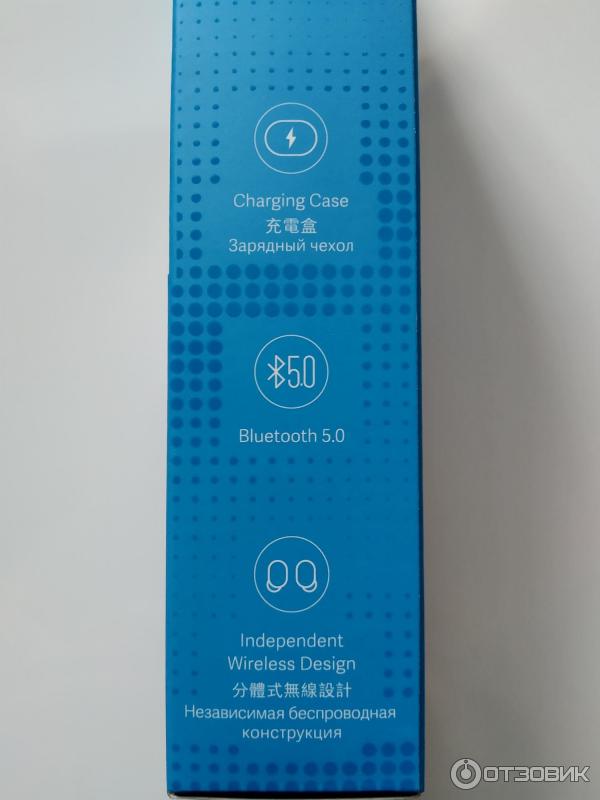 Charging Case
充電盒
Зарядный чехол
5.0
Bluetooth 5.0
Independent
Wireless Design
分體式無線設計
Независимая беспроводная
конструкция
ОТЗОВИК